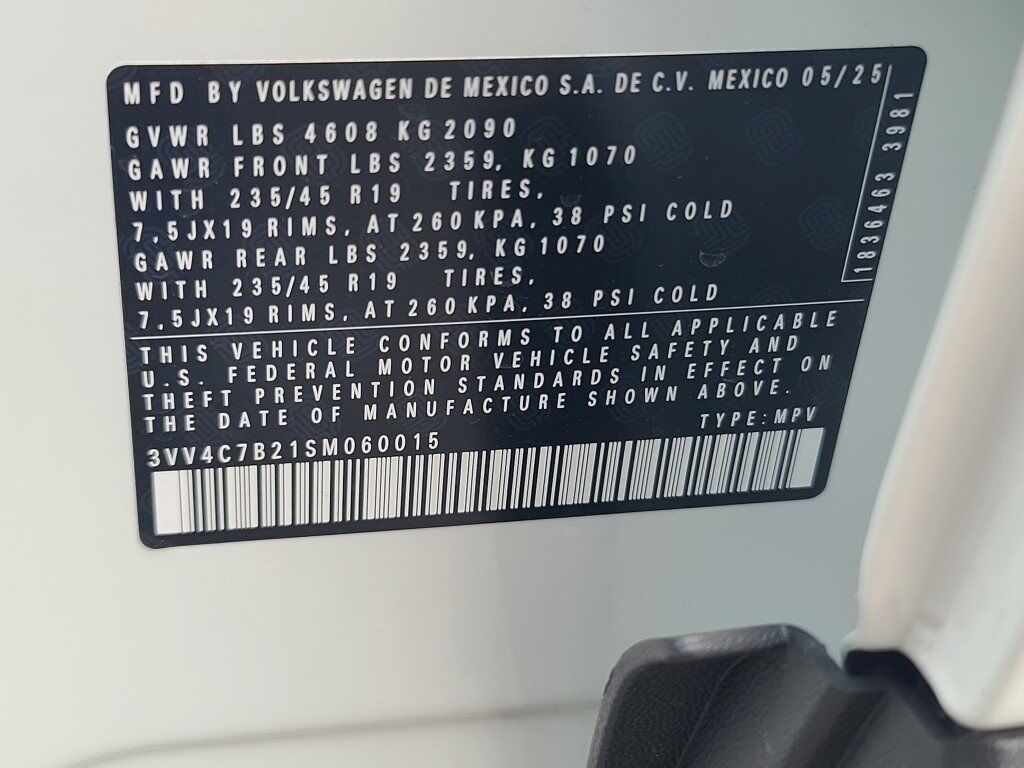 MFD BY VOLKSWAGEN DE MEXICO S.A. DE C.V. MEXICO 05/25
GVWR LBS 4608 KG 2090
GAWR FRONT LBS 2359, KG 1070
WITH 235/45 R19 TIRES,
7,5JX19 RIMS, AT 260 KPA, 38 PSI COLD
GAWR REAR LBS 2359, KG 1070
WITH 235/45 R19 TIRES,
7,5JX19 RIMS, AT 260 KPA, 38 PSI COLD
1836463 3981
THIS VEHICLE CONFORMS TO ALL APPLICABLE
U.S. FEDERAL MOTOR VEHICLE SAFETY AND
THEFT PREVENTION STANDARDS IN EFFECT ON
THE DATE OF MANUFACTURE SHOWN ABOVE.
TYPE: MPV
3VV4C7B21SM060015